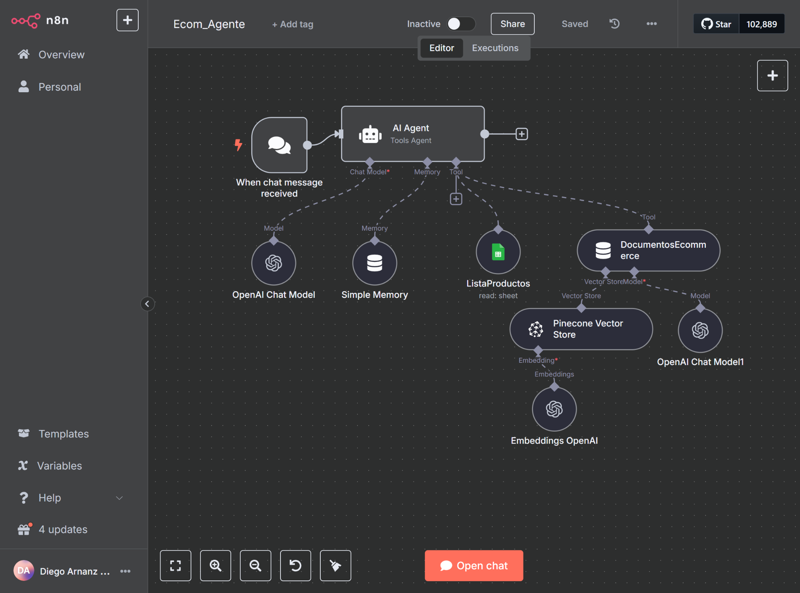 n8n
Ecom_Agente
+ Add tag
Inactive
Share
Saved
Star
102,889
Editor
Executions
Overview
Personal
AI Agent
Tools Agent
Chat Model*
Memory
Tool
When chat message
received
Model
OpenAI Chat Model
Memory
Simple Memory
ListaProductos
read: sheet
Tool
DocumentosEcomm
erce
Vector Store
Model*
Vector Store
Pinecone Vector
Store
Model
OpenAI Chat Model1
Embedding*
Embeddings
Embeddings OpenAI
Templates
Variables
Help
4 updates
DA
Diego Arnanz ...
Open chat